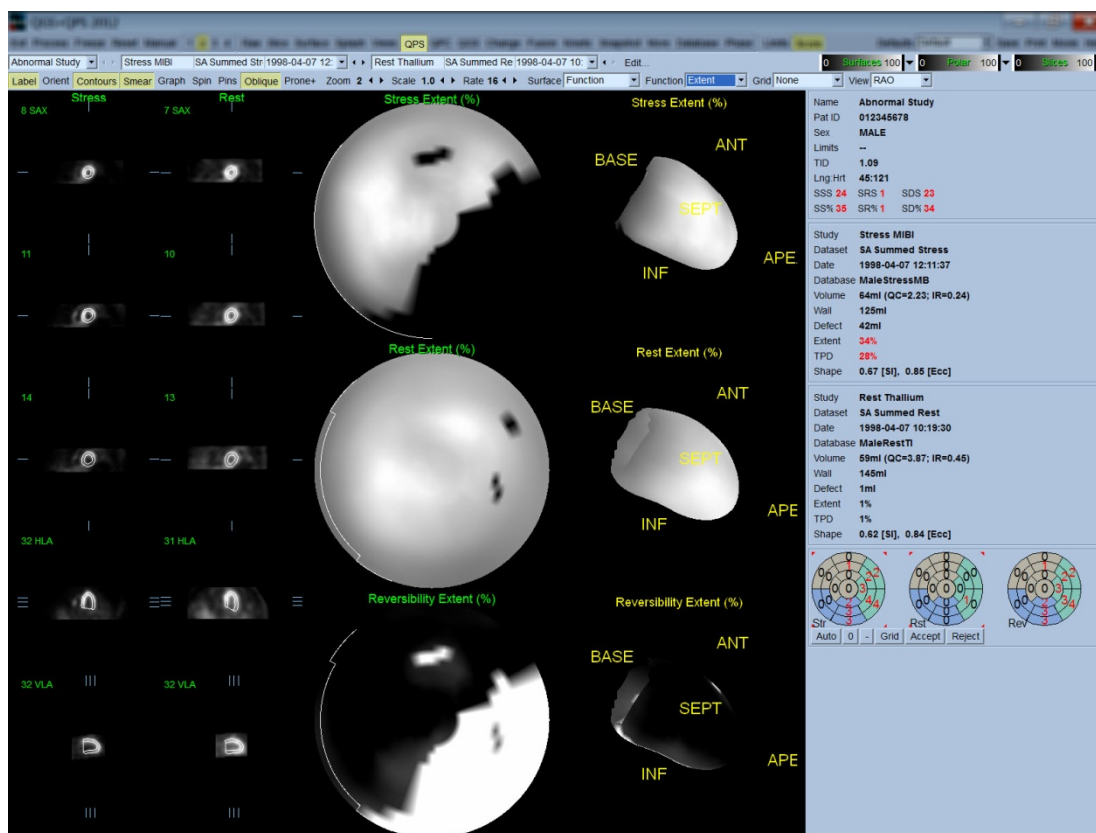 QGS+QPS 2012
QPS
Abnormal Study Stress MIBI SA Summed Str 1998-04-07 12: Rest Thallium SA Summed Re 1998-04-07 10: Edit... 0 Surfaces 100 0 Polar 100 0 Slices 100
Label Orient Contours Smear Graph Spin Pins Oblique Prone+ Zoom 2 Scale 1.0 Rate 16 Surface Function Function Extent Grid None View RAO
Stress Rest Stress Extent (%) Stress Extent (%)
8 SAX 7 SAX
BASE ANT
SEPT
INF APE
11 10
14 13
Rest Extent (%) Rest Extent (%)
BASE ANT
SEPT
INF APE
32 HLA 31 HLA
Reversibility Extent (%) Reversibility Extent (%)
BASE ANT
SEPT
INF APE
32 VLA 32 VLA
Name Abnormal Study
Pat ID 012345678
Sex MALE
Limits --
TID 1.09
Lng:Hrt 45:121
SSS 24 SRS 1 SDS 23
SS% 35 SR% 1 SD% 34
Study Stress MIBI
Dataset SA Summed Stress
Date 1998-04-07 12:11:37
Database MaleStressMB
Volume 64ml (QC=2.23; IR=0.24)
Wall 125ml
Defect 42ml
Extent 34%
TPD 28%
Shape 0.67 [SI], 0.85 [Ecc]
Study Rest Thallium
Dataset SA Summed Rest
Date 1998-04-07 10:19:30
Database MaleRestTl
Volume 59ml (QC=3.87; IR=0.45)
Wall 145ml
Defect 1ml
Extent 1%
TPD 1%
Shape 0.62 [SI], 0.84 [Ecc]
Str Rst Rev
Auto 0 - Grid Accept Reject